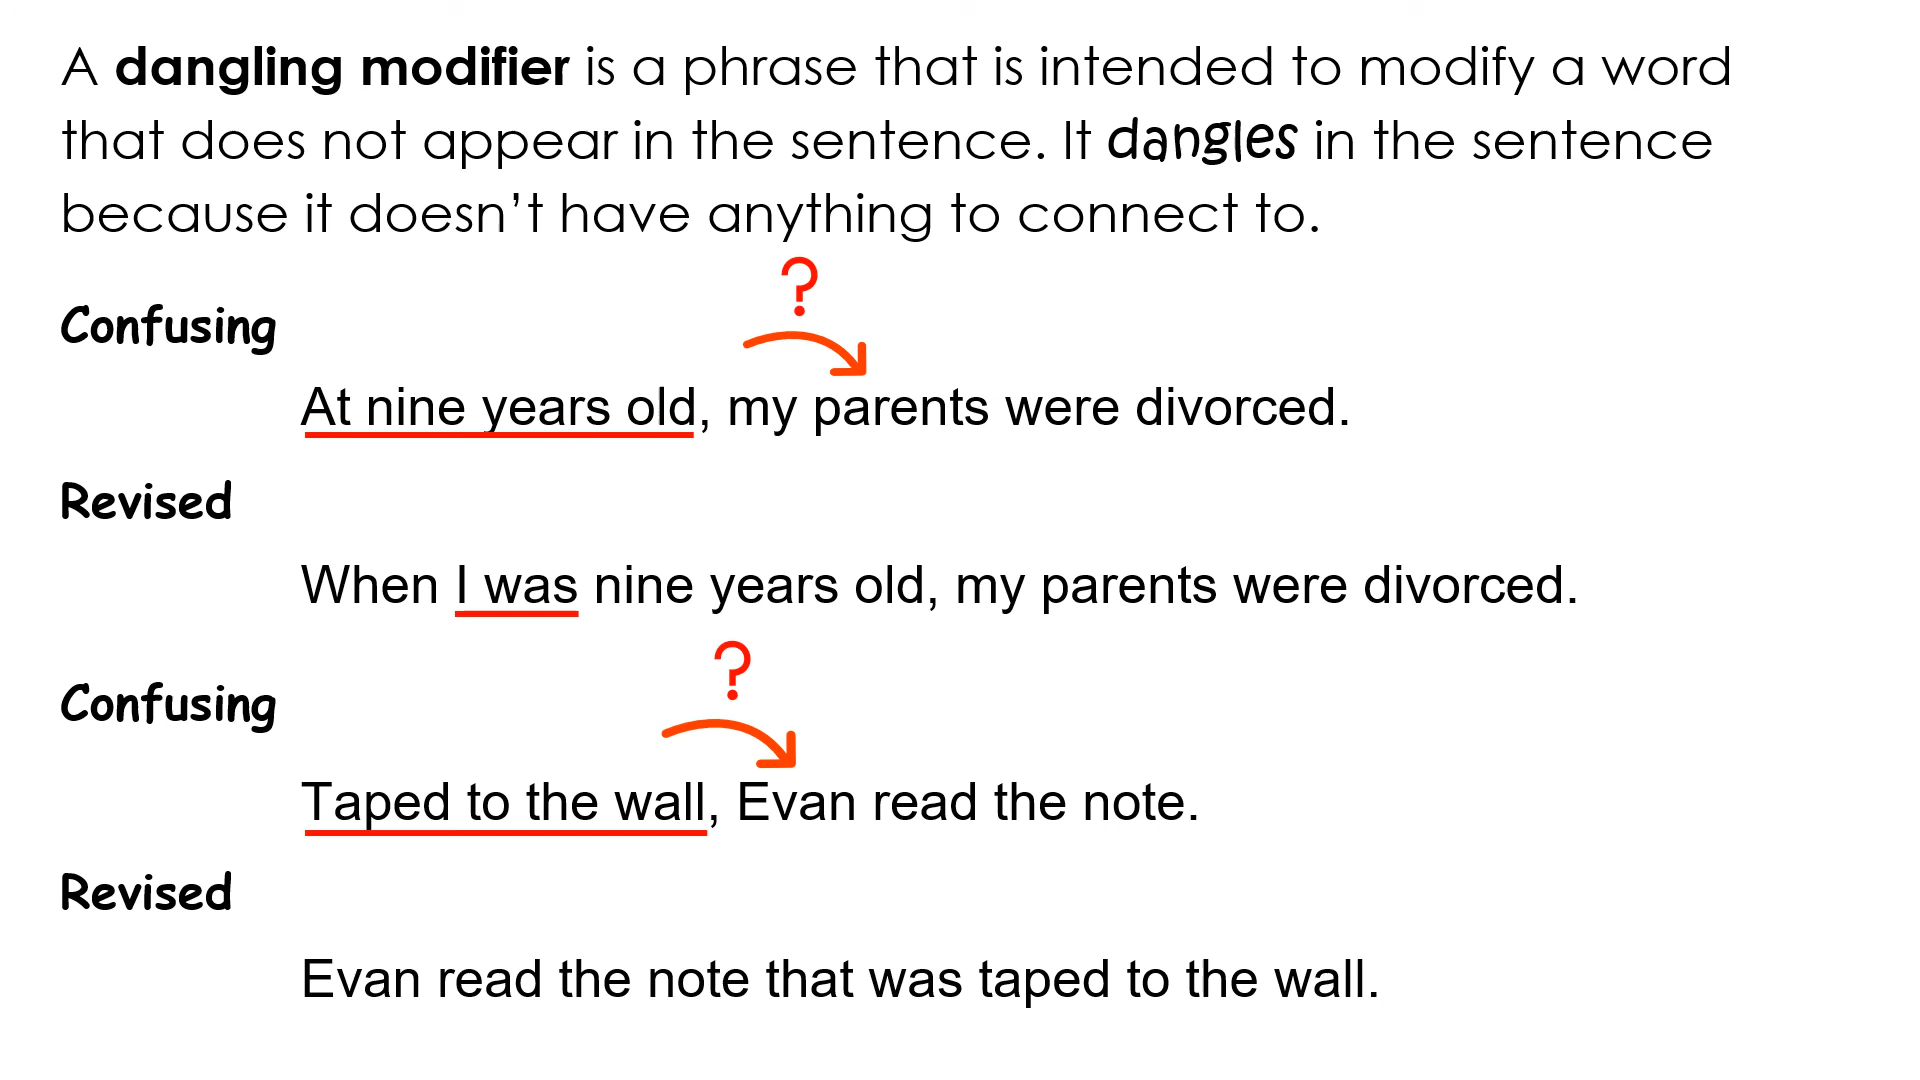 A dangling modifier is a phrase that is intended to modify a word
that does not appear in the sentence. It dangles in the sentence
because it doesn’t have anything to connect to.
?
Confusing
At nine years old, my parents were divorced.
Revised
When I was nine years old, my parents were divorced.
?
Confusing
Taped to the wall, Evan read the note.
Revised
Evan read the note that was taped to the wall.